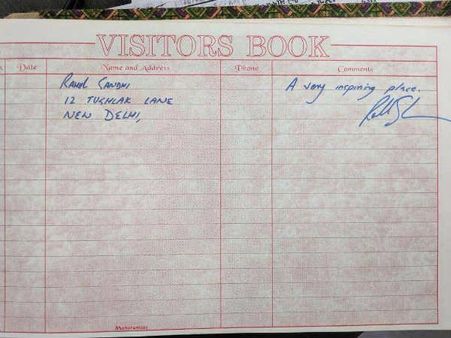 VISITORS BOOK
Date Name and Address Phone Comments
Rahul Gandhi A very inspiring place.
12 TUGHLAK LANE
NEW DELHI,